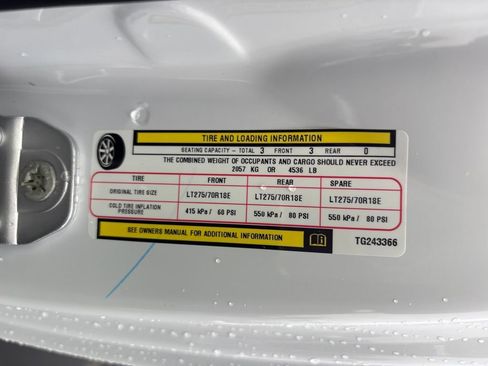 TIRE AND LOADING INFORMATION
SEATING CAPACITY - TOTAL 3 FRONT 3 REAR 0
THE COMBINED WEIGHT OF OCCUPANTS AND CARGO SHOULD NEVER EXCEED
2057 KG OR 4536 LB
TIRE FRONT REAR SPARE
ORIGINAL TIRE SIZE LT275/70R18E LT275/70R18E LT275/70R18E
COLD TIRE INFLATION PRESSURE 415 kPa / 60 PSI 550 kPa / 80 PSI 550 kPa / 80 PSI
SEE OWNERS MANUAL FOR ADDITIONAL INFORMATION
TG243366